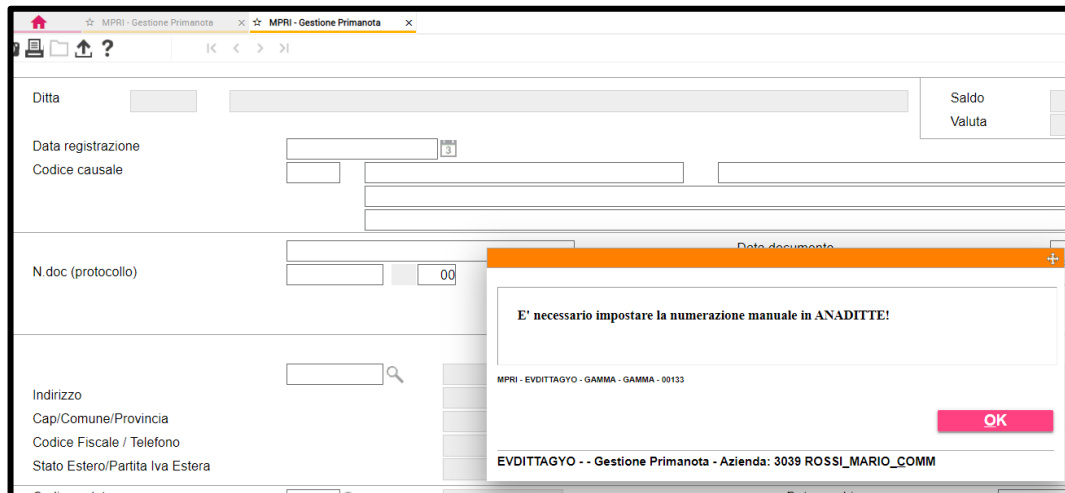 MPRI - Gestione Primanota × MPRI - Gestione Primanota ×
?
Ditta
Saldo
Valuta
Data registrazione
3
Codice causale
Data documento
N.doc (protocollo)
00
E' necessario impostare la numerazione manuale in ANADITTE!
MPRI - EVDITTAGYO - GAMMA - GAMMA - 00133
OK
EVDITTAGYO - - Gestione Primanota - Azienda: 3039 ROSSI_MARIO_COMM
Indirizzo
Cap/Comune/Provincia
Codice Fiscale / Telefono
Stato Estero/Partita Iva Estera